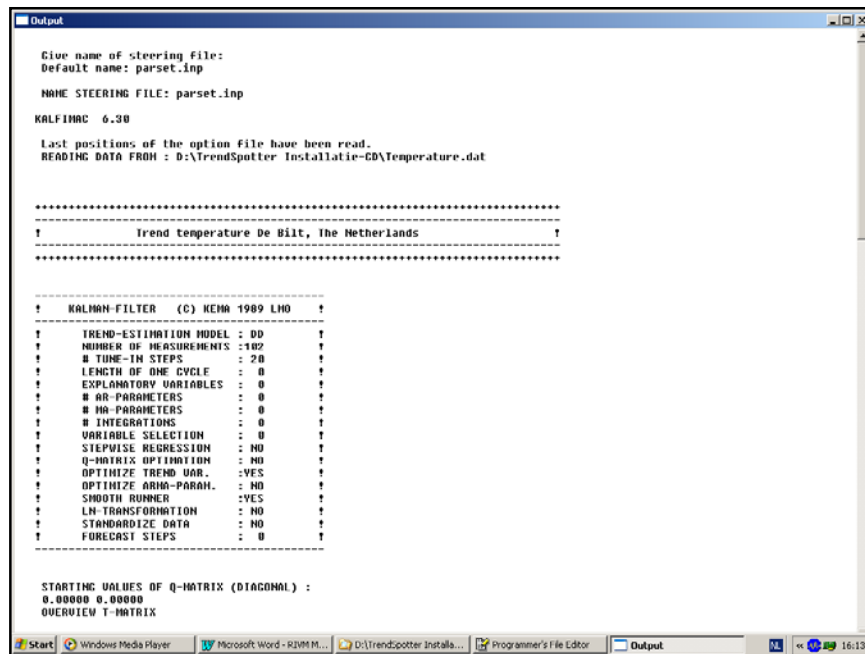 Output
Give name of steering file:
Default name: parset.inp
NAME STEERING FILE: parset.inp
KALFIMAC 6.30
Last positions of the option file have been read.
READING DATA FROM : D:\TrendSpotter Installatie-CD\Temperature.dat
++++++++++++++++++++++++++++++++++++++++++++++++++++++++++++++++++++++++++++++
------------------------------------------------------------------------------
! Trend temperature De Bilt, The Netherlands !
------------------------------------------------------------------------------
++++++++++++++++++++++++++++++++++++++++++++++++++++++++++++++++++++++++++++++
-------------------------------------------
! KALMAN-FILTER (C) KEMA 1989 LMO !
-------------------------------------------
! TREND-ESTIMATION MODEL : DD !
! NUMBER OF MEASUREMENTS :102 !
! # TUNE-IN STEPS : 20 !
! LENGTH OF ONE CYCLE : 0 !
! EXPLANATORY VARIABLES : 0 !
! # AR-PARAMETERS : 0 !
! # MA-PARAMETERS : 0 !
! # INTEGRATIONS : 0 !
! VARIABLE SELECTION : 0 !
! STEPWISE REGRESSION : NO !
! Q-MATRIX OPTIMATION : NO !
! OPTIMIZE TREND VAR. :YES !
! OPTIMIZE ARMA-PARAM. : NO !
! SMOOTH RUNNER :YES !
! LN-TRANSFORMATION : NO !
! STANDARDIZE DATA : NO !
! FORECAST STEPS : 0 !
-------------------------------------------
STARTING VALUES OF Q-MATRIX (DIAGONAL) :
0.00000 0.00000
OVERVIEW T-MATRIX
Start Windows Media Player Microsoft Word - RIVM M... D:\TrendSpotter Installa... Programmer's File Editor Output NL « 16:13